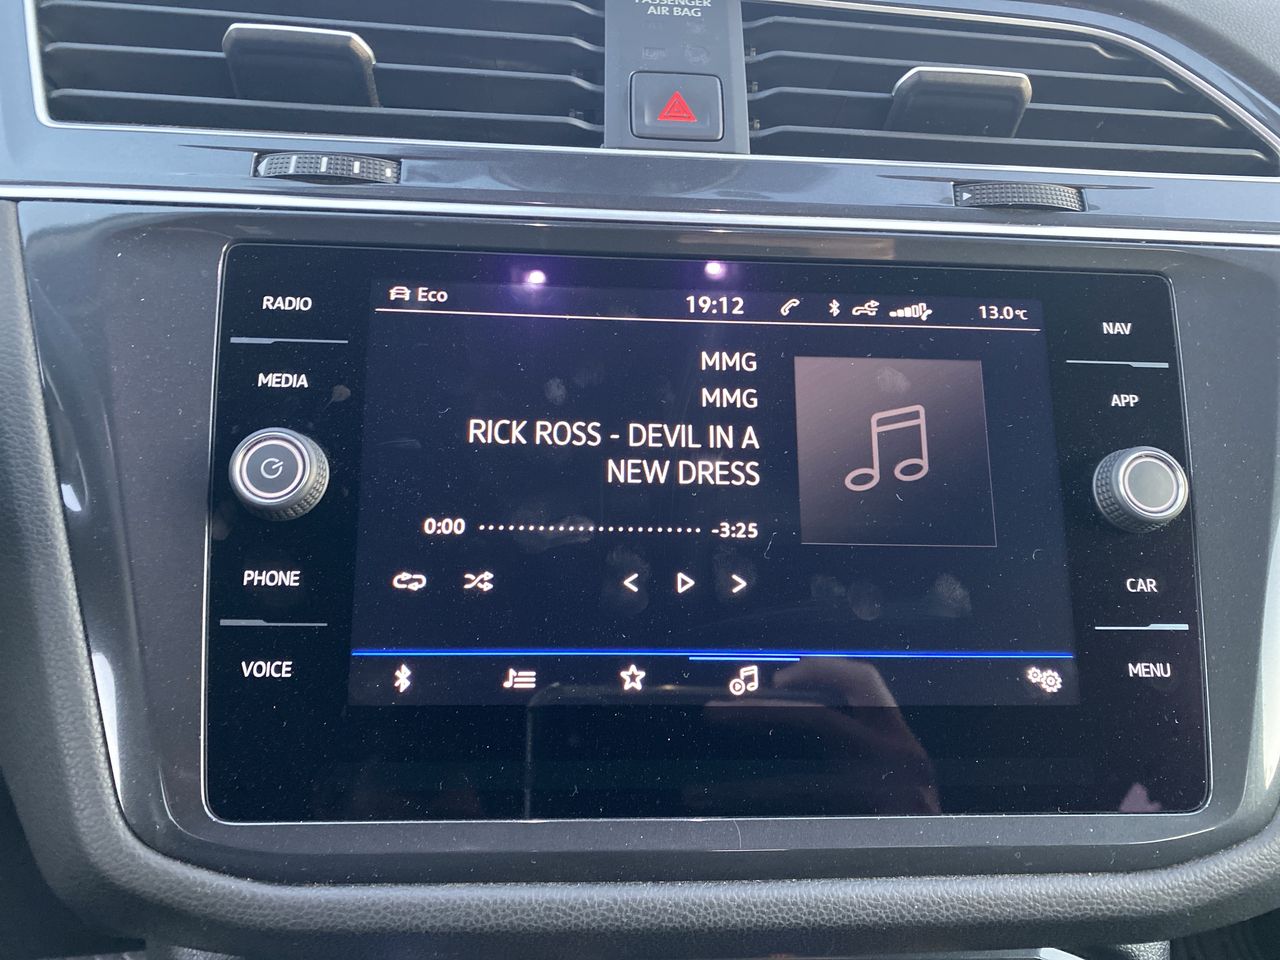 PASSENGER
AIR BAG
RADIO
MEDIA
PHONE
VOICE
Eco
19:12
13.0°C
MMG
MMG
RICK ROSS - DEVIL IN A
NEW DRESS
0:00
-3:25
NAV
APP
CAR
MENU